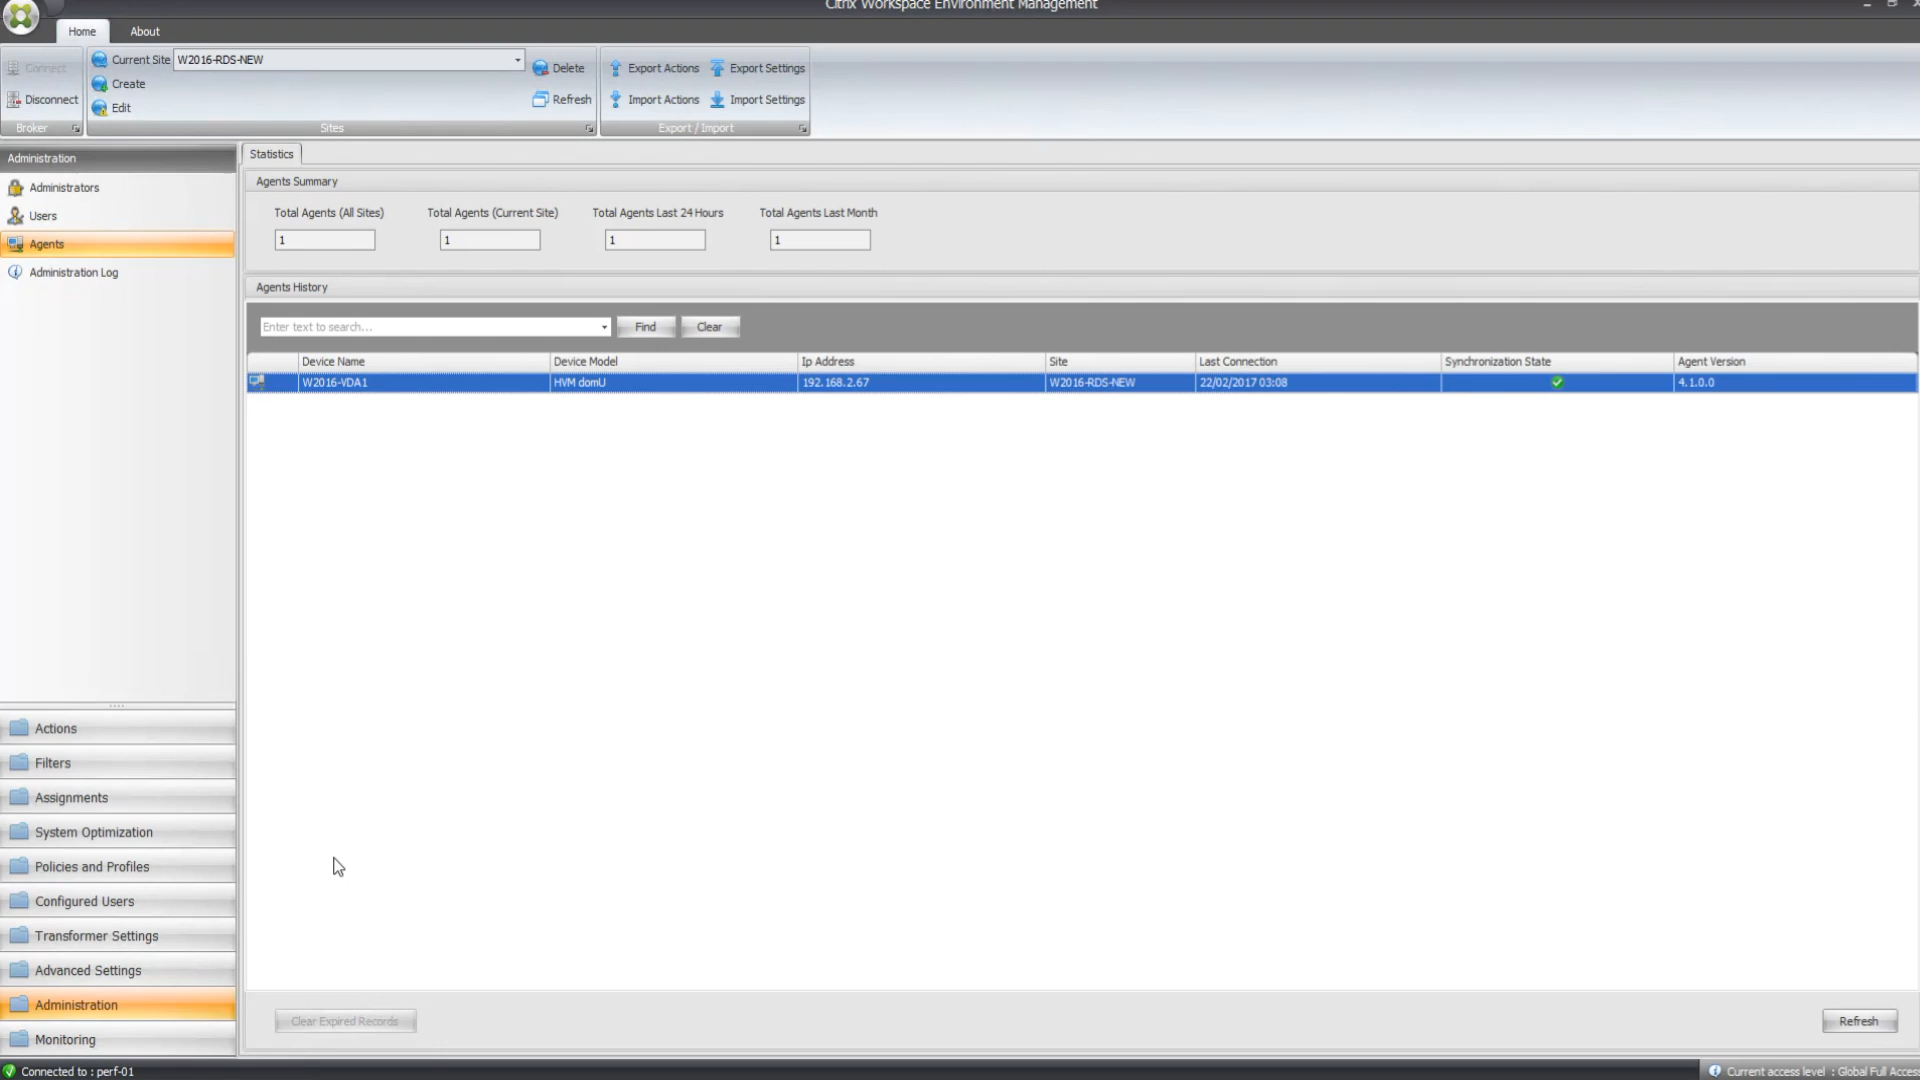 Citrix Workspace Environment Management
Home About
Connect
Disconnect
Broker
Current Site W2016-RDS-NEW
Create
Edit
Delete
Refresh
Sites
Export Actions Export Settings
Import Actions Import Settings
Export / Import
Administration
Administrators
Users
Agents
Administration Log
Actions
Filters
Assignments
System Optimization
Policies and Profiles
Configured Users
Transformer Settings
Advanced Settings
Administration
Monitoring
Statistics
Agents Summary
Total Agents (All Sites) Total Agents (Current Site) Total Agents Last 24 Hours Total Agents Last Month
1 1 1 1
Agents History
Enter text to search... Find Clear
Device Name Device Model Ip Address Site Last Connection Synchronization State Agent Version
W2016-VDA1 HVM domU 192.168.2.67 W2016-RDS-NEW 22/02/2017 03:08 4.1.0.0
Clear Expired Records Refresh
Connected to : perf-01 Current access level : Global Full Access